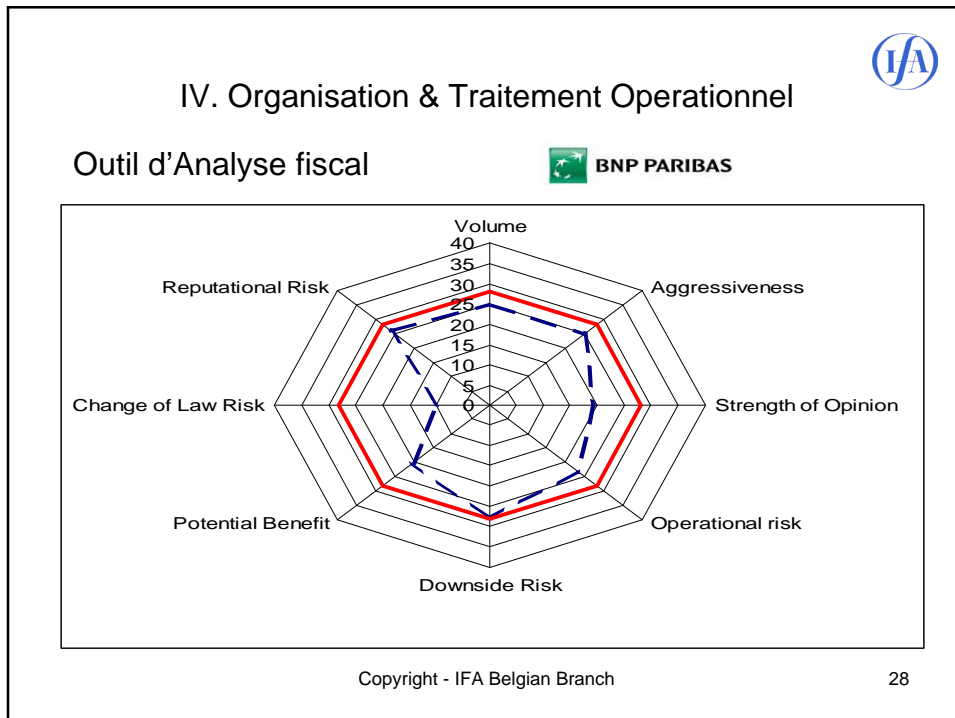 IFA
IV. Organisation & Traitement Operationnel
Outil d'Analyse fiscal
BNP PARIBAS
Volume
40
35
30
25
20
15
10
5
0
Reputational Risk
Aggressiveness
Change of Law Risk
Strength of Opinion
Potential Benefit
Operational risk
Downside Risk
Copyright - IFA Belgian Branch
28